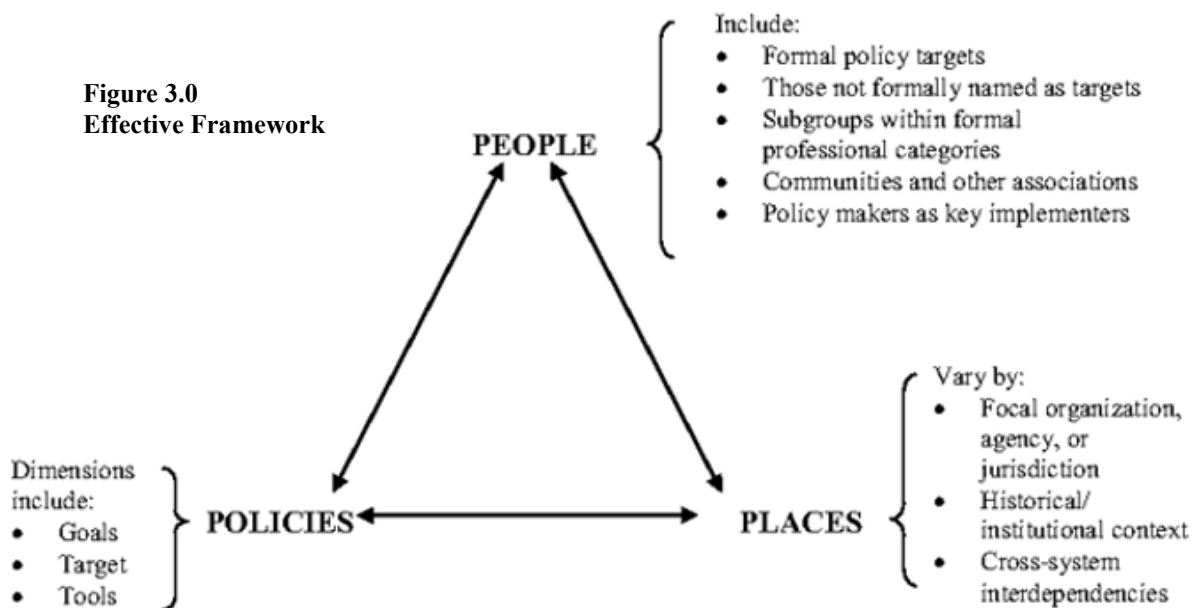 Figure 3.0
Effective Framework
PEOPLE
Include:
• Formal policy targets
• Those not formally named as targets
• Subgroups within formal
professional categories
• Communities and other associations
• Policy makers as key implementers
Dimensions
include:
• Goals
• Target
• Tools
POLICIES
PLACES
Vary by:
• Focal organization,
agency, or
jurisdiction
• Historical/
institutional context
• Cross-system
interdependencies